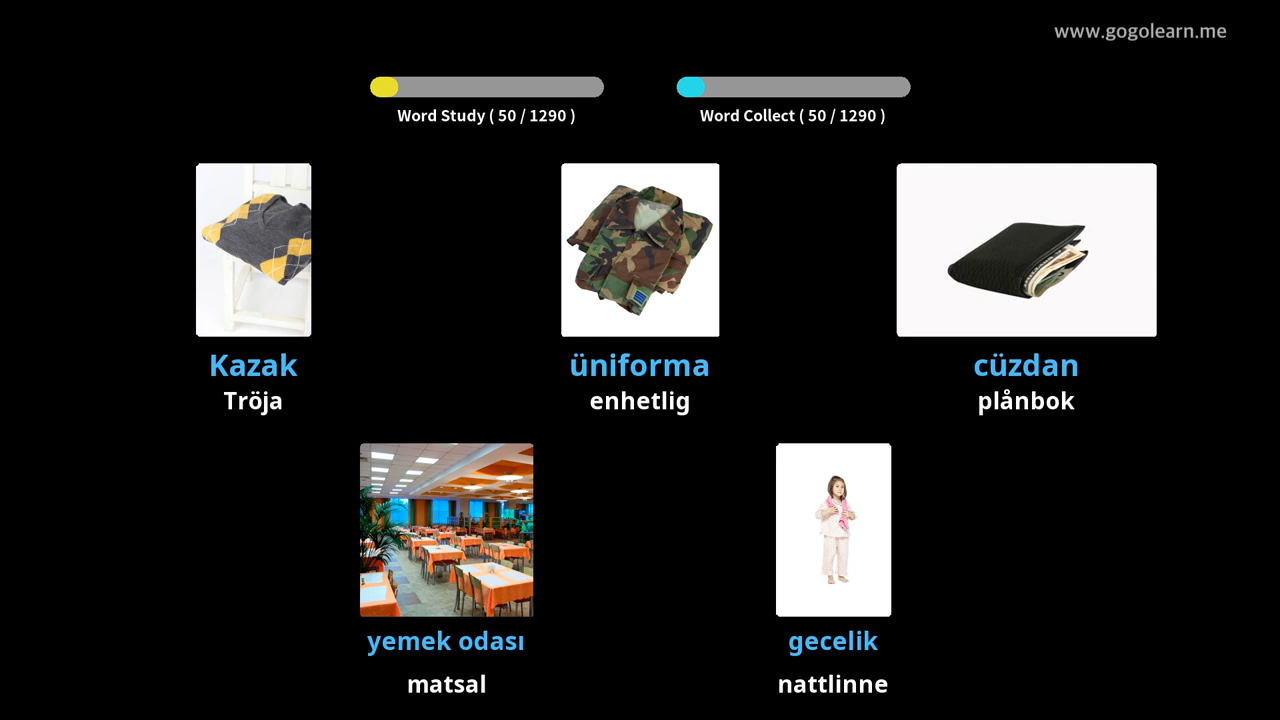 www.gogolearn.me
Word Study ( 50 / 1290 )
Word Collect ( 50 / 1290 )
Kazak
Tröja
üniforma
enhetlig
cüzdan
plånbok
yemek odası
matsal
gecelik
nattlinne